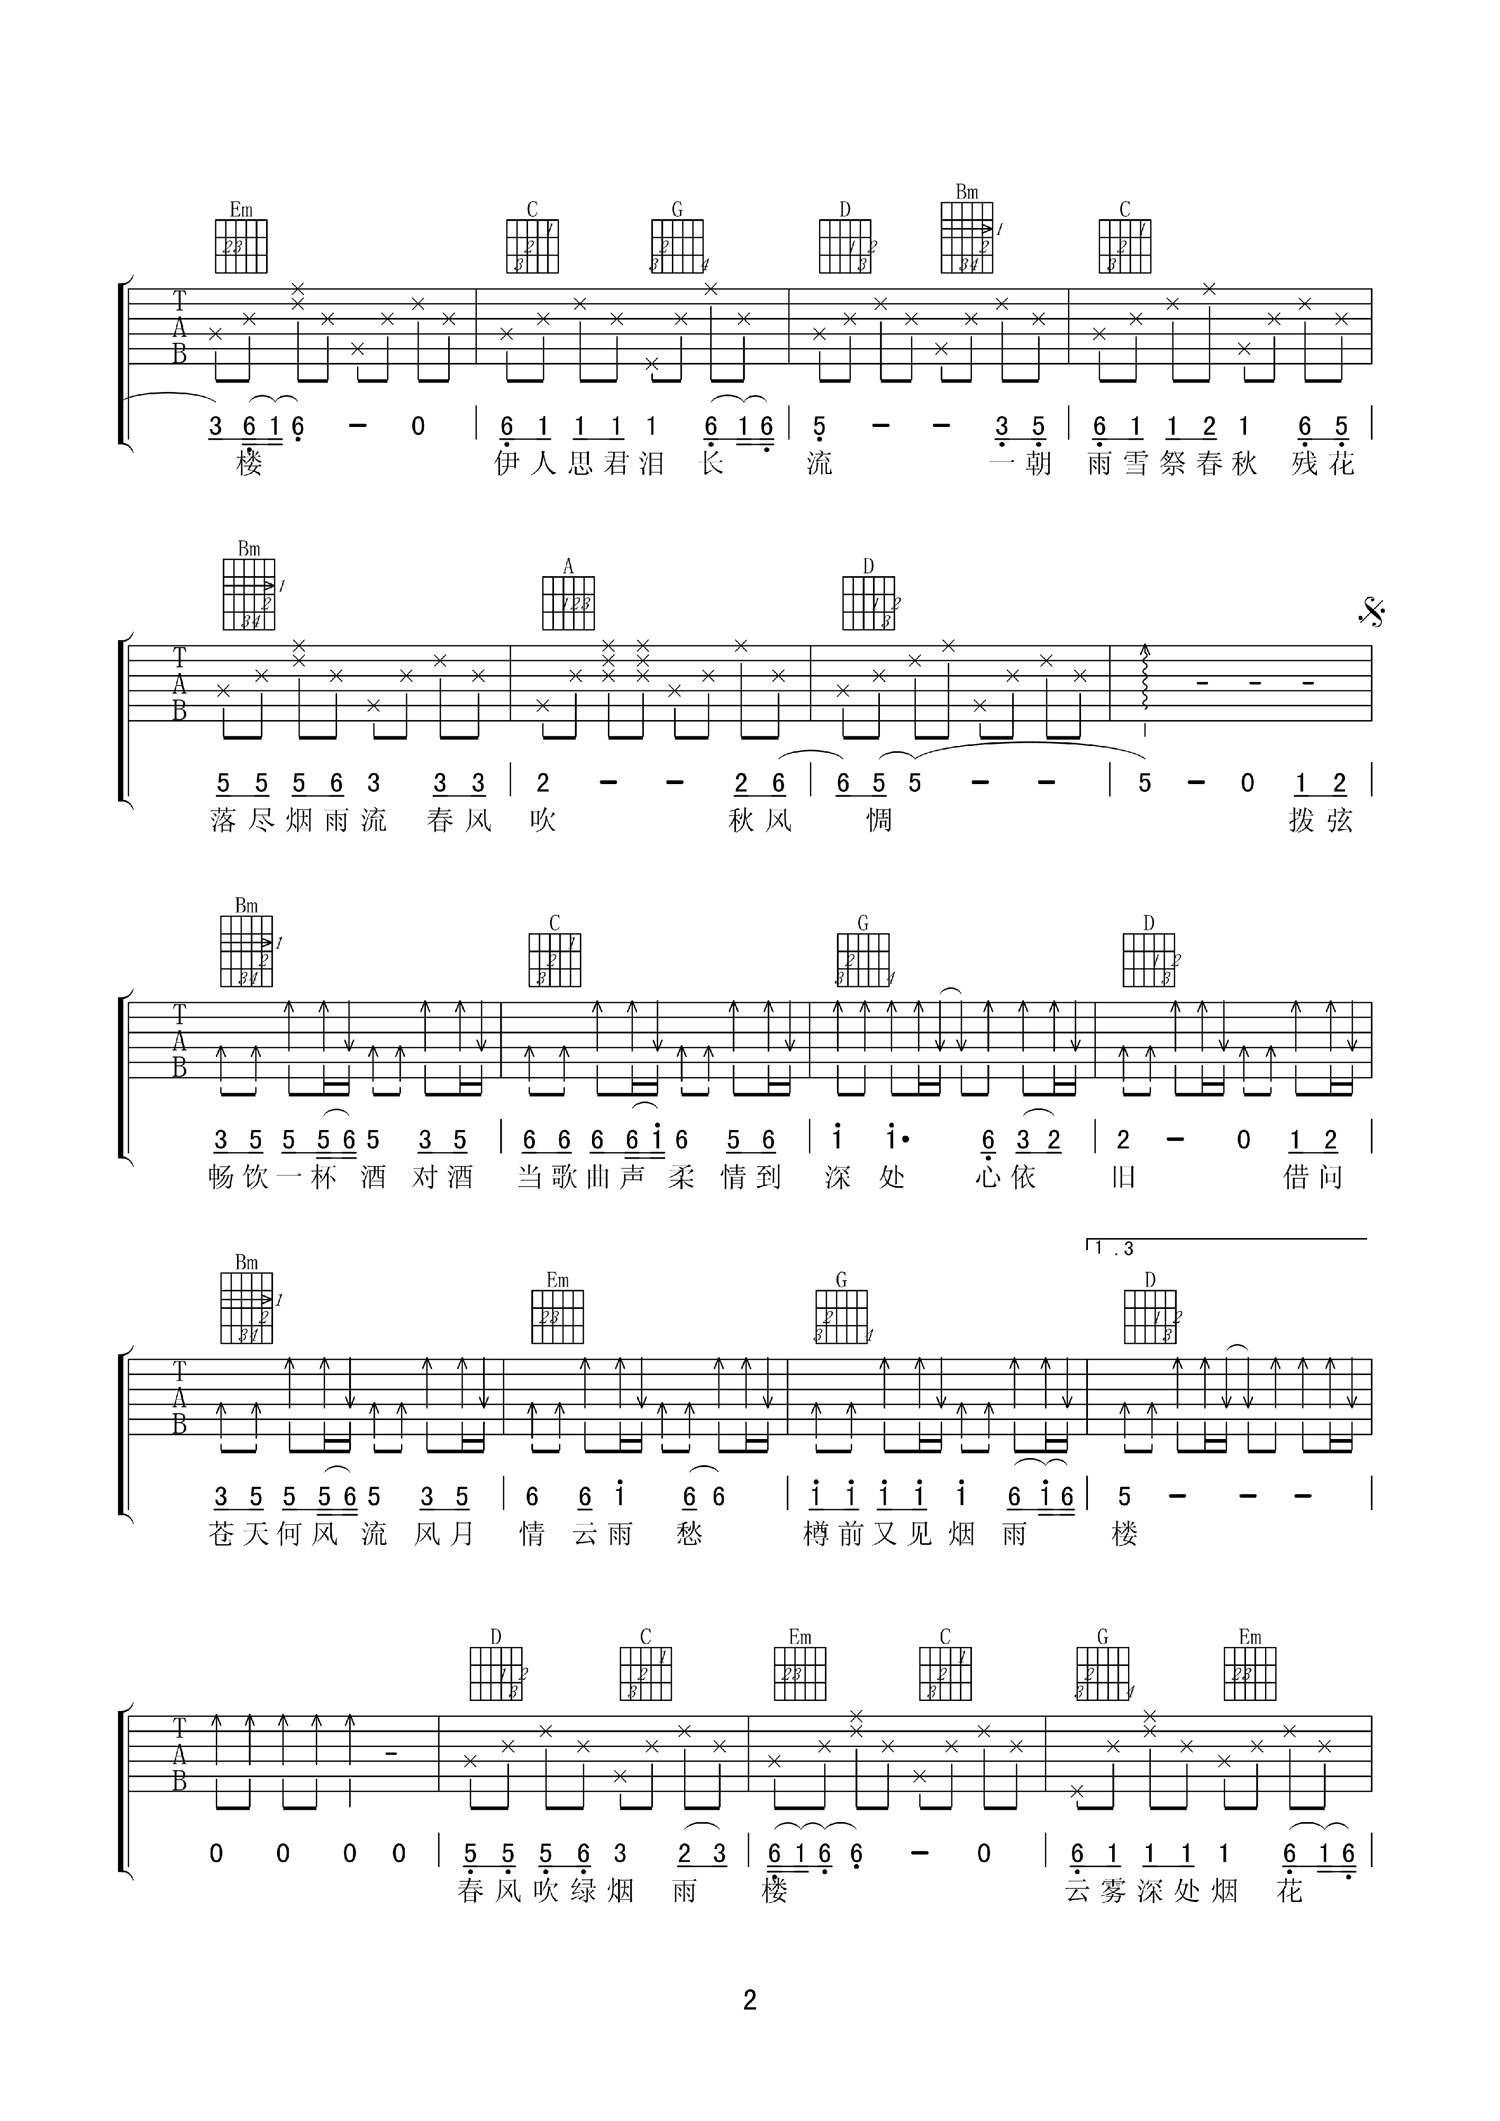 Em C G D Bm C
T
A
B
3 6 1 6 - 0 | 6 1 1 1 1 6 1 6 | 5 - - 3 5 | 6 1 1 2 1 6 5 |
楼 伊人思君泪长 流 一朝 雨雪祭春秋 残花
Bm A D
T
A
B
5 5 5 6 3 3 3 | 2 - - 2 6 | 6 5 5 - - | 5 - 0 1 2 |
落尽烟雨流 春风 吹 秋风 惆 拨弦
Bm C G D
T
A
B
3 5 5 5 6 5 3 5 | 6 6 6 6 i 6 5 6 | i i• 6 3 2 | 2 - 0 1 2 |
畅饮一杯 酒 对酒 当歌曲声柔 情到 深处 心依 旧 借问
1 . 3
Bm Em G D
T
A
B
3 5 5 5 6 5 3 5 | 6 6 i 6 6 | i i i i i 6 i 6 | 5 - - - |
苍天何风 流 风月 情 云雨 愁 樽前又见烟 雨 楼
D C Em C G Em
T
A
B
0 0 0 0 | 5 5 5 6 3 2 3 | 6 1 6 6 - 0 | 6 1 1 1 1 6 1 6 |
春风吹绿烟 雨 楼 云雾深处烟 花
2